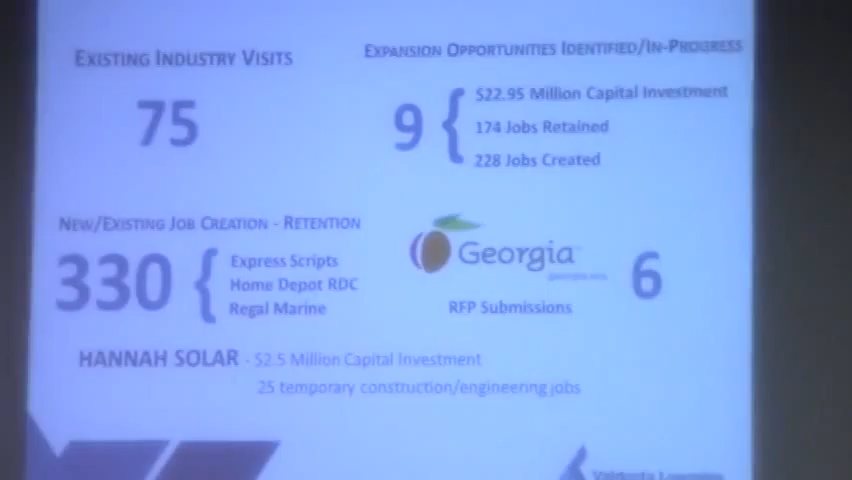 EXISTING INDUSTRY VISITS
75
EXPANSION OPPORTUNITIES IDENTIFIED/IN-PROGRESS
9
$22.95 Million Capital Investment
174 Jobs Retained
228 Jobs Created
NEW/EXISTING JOB CREATION - RETENTION
330
Express Scripts
Home Depot RDC
Regal Marine
Georgia
RFP Submissions
6
HANNAH SOLAR - $2.5 Million Capital Investment
25 temporary construction/engineering jobs